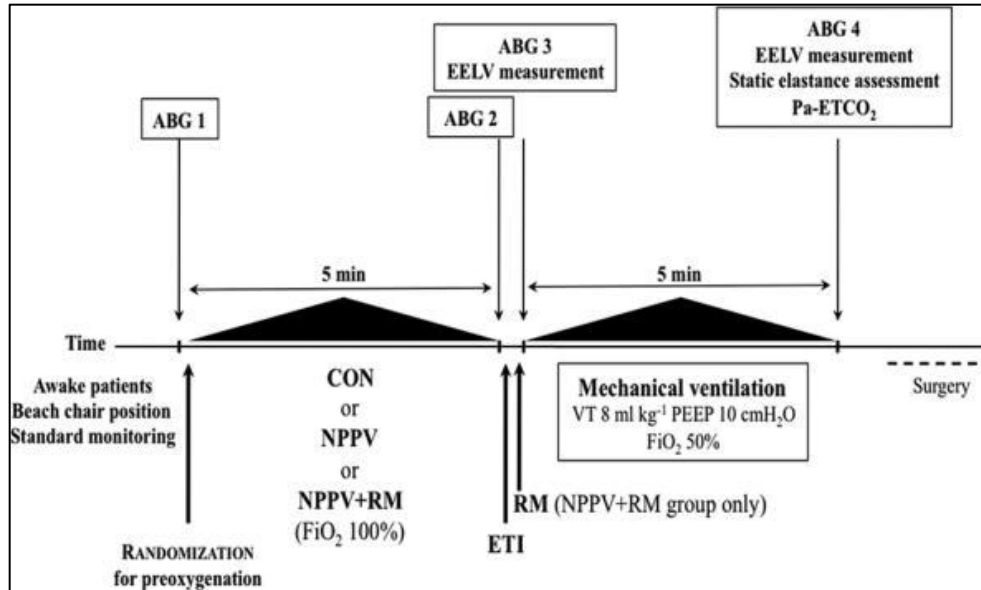 ABG 1
ABG 3
EELV measurement
ABG 2
ABG 4
EELV measurement
Static elastance assessment
Pa-ETCO₂
5 min
5 min
Time
Awake patients
Beach chair position
Standard monitoring
RANDOMIZATION
for preoxygenation
CON
or
NPPV
or
NPPV+RM
(FiO₂ 100%)
ETI
RM (NPPV+RM group only)
Mechanical ventilation
VT 8 ml kg⁻¹ PEEP 10 cmH₂O
FiO₂ 50%
Surgery